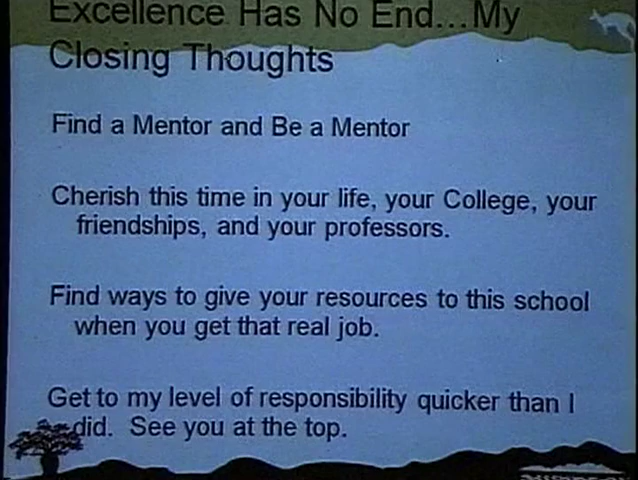 Excellence Has No End...My
Closing Thoughts
Find a Mentor and Be a Mentor
Cherish this time in your life, your College, your
friendships, and your professors.
Find ways to give your resources to this school
when you get that real job.
Get to my level of responsibility quicker than I
did. See you at the top.